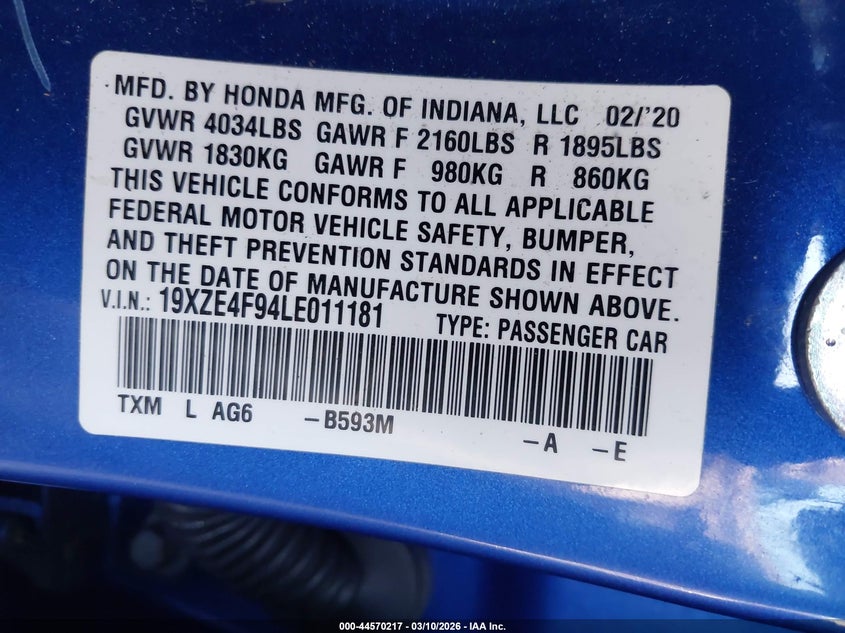 MFD. BY HONDA MFG. OF INDIANA, LLC 02/'20
GVWR 4034LBS GAWR F 2160LBS R 1895LBS
GVWR 1830KG GAWR F 980KG R 860KG
THIS VEHICLE CONFORMS TO ALL APPLICABLE
FEDERAL MOTOR VEHICLE SAFETY, BUMPER,
AND THEFT PREVENTION STANDARDS IN EFFECT
ON THE DATE OF MANUFACTURE SHOWN ABOVE.
V.I.N.: 19XZE4F94LE011181 TYPE: PASSENGER CAR
TXM L AG6 -B593M -A -E
000-44570217 - 03/10/2026 - IAA Inc.